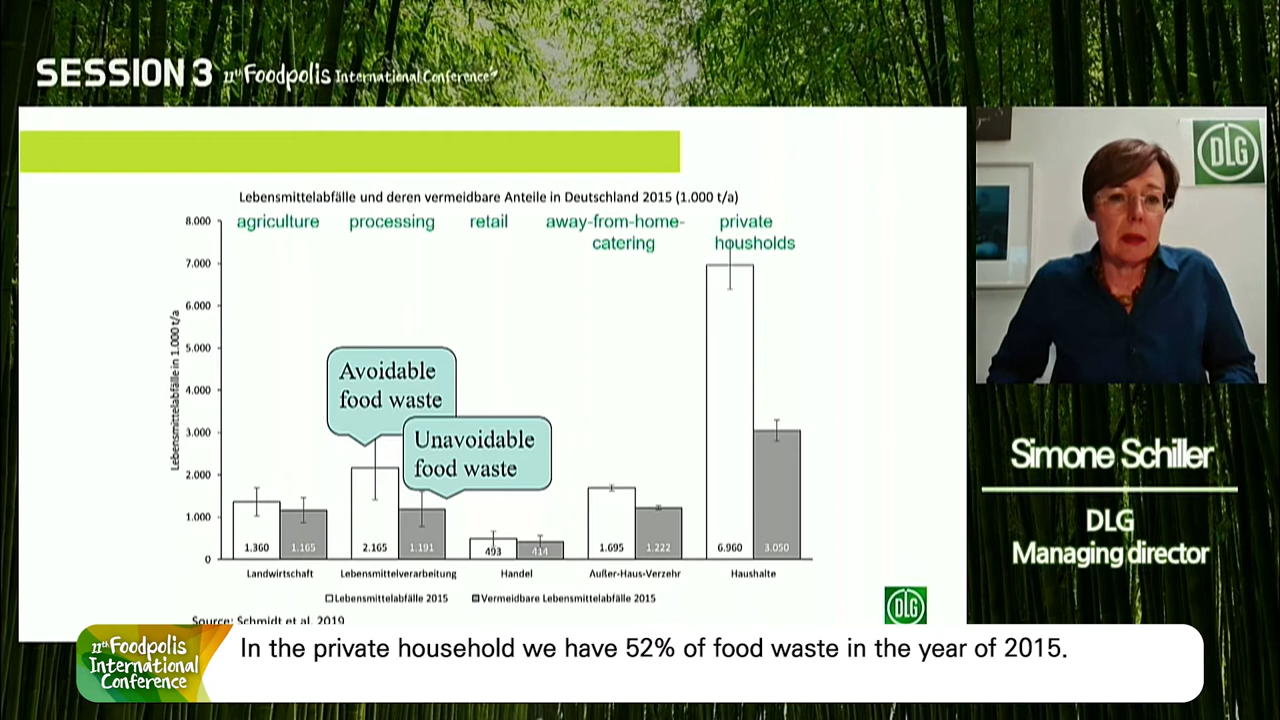 SESSION 3 11th Foodpolis International Conference
DLG
Lebensmittelabfälle und deren vermeidbare Anteile in Deutschland 2015 (1.000 t/a)
agriculture processing retail away-from-home-catering private housholds
Lebensmittelabfälle in 1.000 t/a
8.000
7.000
6.000
5.000
4.000
3.000
2.000
1.000
0
Avoidable
food waste
Unavoidable
food waste
1.360 1.165 2.165 1.191 493 414 1.695 1.222 6.960 3.050
Landwirtschaft Lebensmittelverarbeitung Handel Außer-Haus-Verzehr Haushalte
Lebensmittelabfälle 2015 Vermeidbare Lebensmittelabfälle 2015
Source: Schmidt et al. 2019
DLG
Simone Schiller
DLG
Managing director
11th Foodpolis
International
Conference
In the private household we have 52% of food waste in the year of 2015.